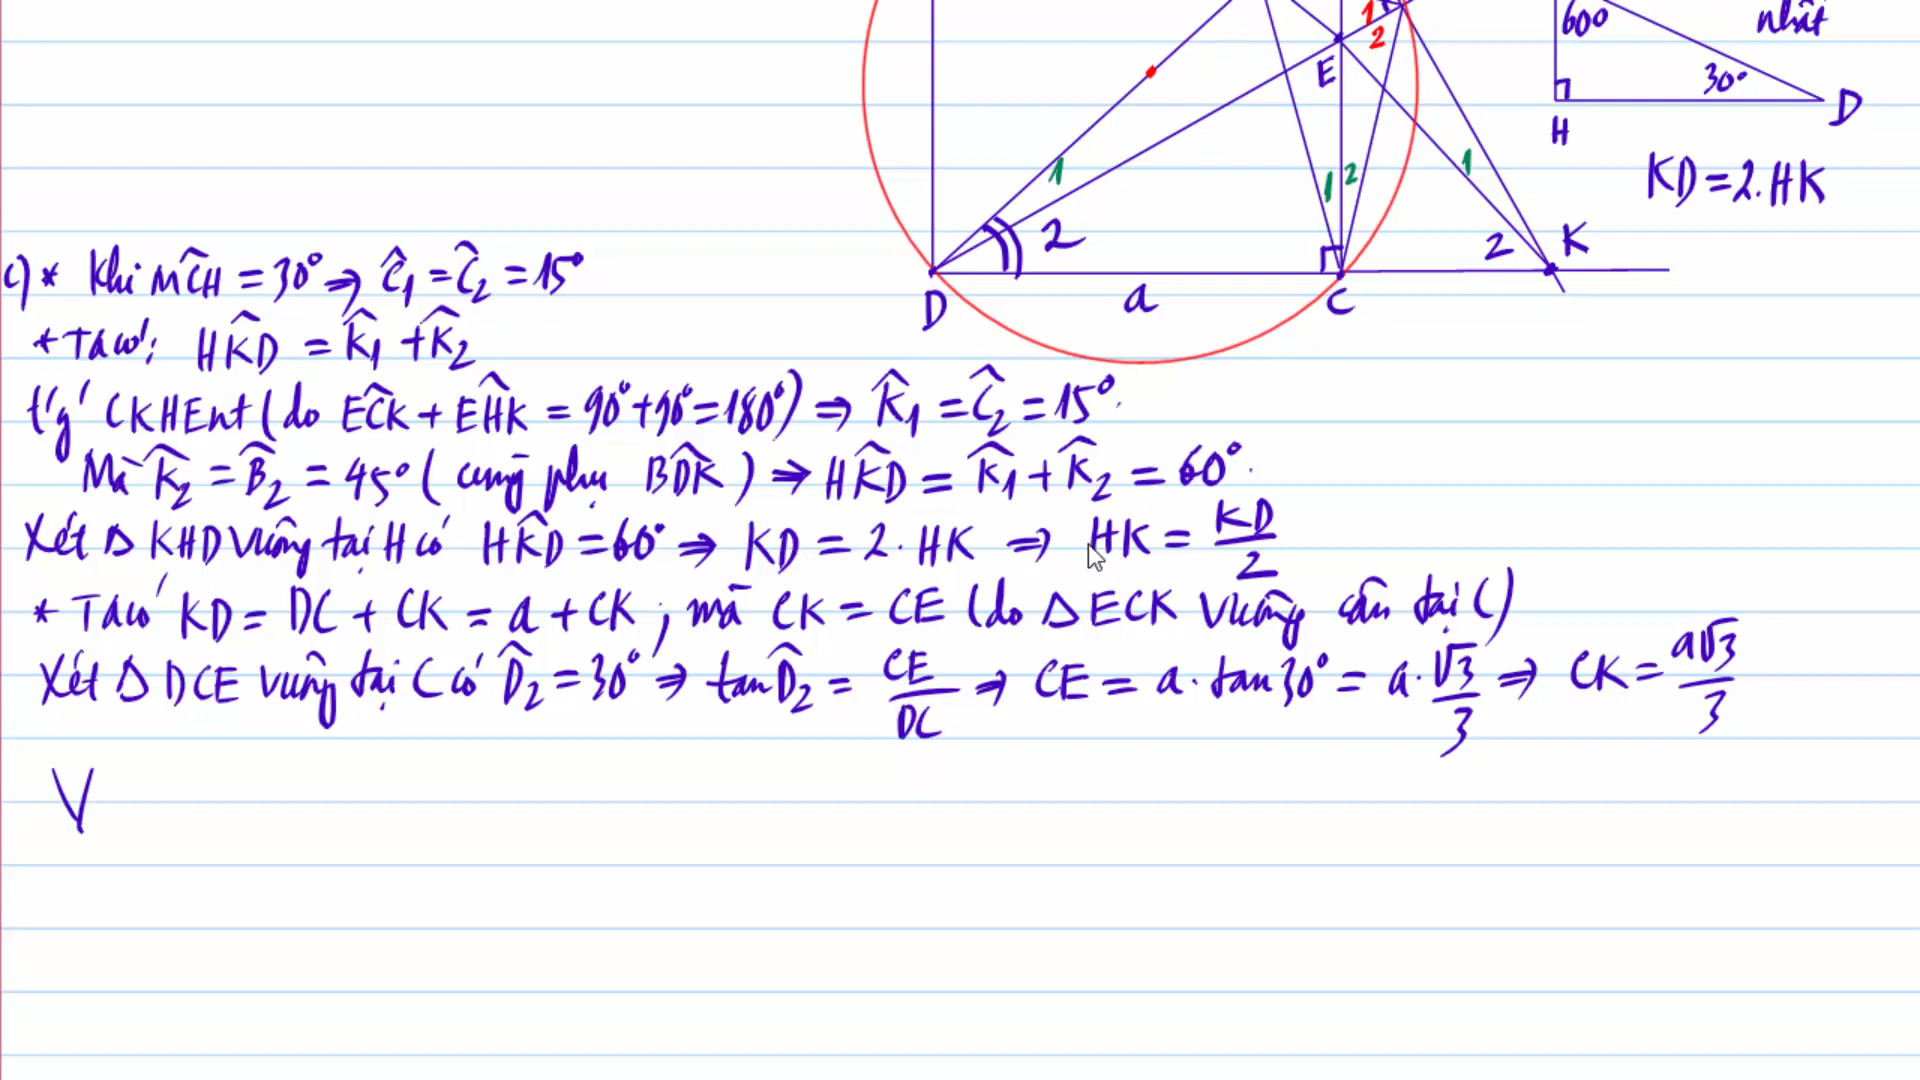 1
2
E
60°
nhất
30°
H
D
KD = 2.HK
1
1
2
1
2
2
K
D
a
C
c) * Khi MĈH = 30° ⇒ Ĉ₁ = Ĉ₂ = 15°
* Ta có: HK̂D = K̂₁ + K̂₂
t/g CKHE nt (do EĈK + EĤK = 90° + 90° = 180°) ⇒ K̂₁ = Ĉ₂ = 15°.
Mà K̂₂ = B̂₂ = 45° (cùng phụ BD̂K) ⇒ HK̂D = K̂₁ + K̂₂ = 60°.
Xét Δ KHD vuông tại H có HK̂D = 60° ⇒ KD = 2.HK ⇒ HK = KD/2
* Ta có KD = DC + CK = a + CK; mà CK = CE (do Δ ECK vuông cân tại C)
Xét Δ DCE vuông tại C có D̂₂ = 30° ⇒ tan D̂₂ = CE/DC ⇒ CE = a . tan 30° = a . √3/3 ⇒ CK = a√3/3
V